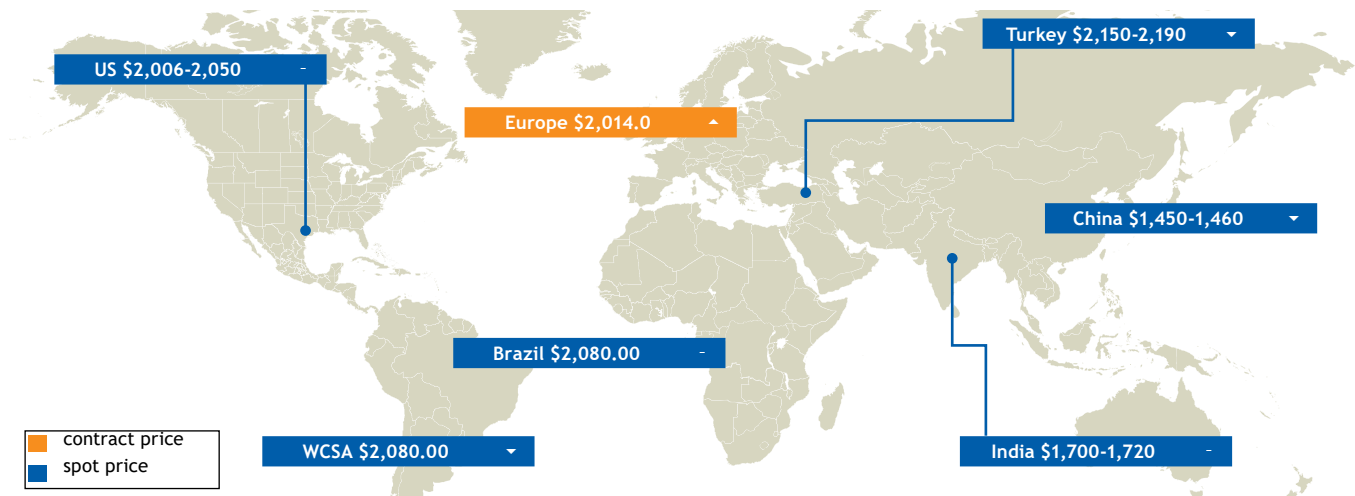 Turkey $2,150-2,190
US $2,006-2,050 -
Europe $2,014.0
China $1,450-1,460
Brazil $2,080.00 -
contract price
spot price
WCSA $2,080.00
India $1,700-1,720 -